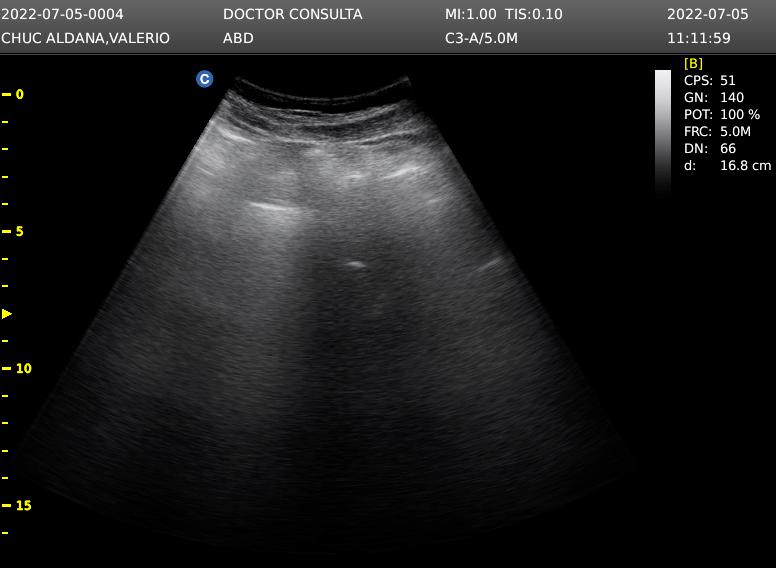 2022-07-05-0004 DOCTOR CONSULTA MI:1.00 TIS:0.10 2022-07-05
CHUC ALDANA,VALERIO ABD C3-A/5.0M 11:11:59
[B]
C
CPS: 51
0
GN: 140
POT: 100 %
FRC: 5.0M
DN: 66
d: 16.8 cm
5
10
15